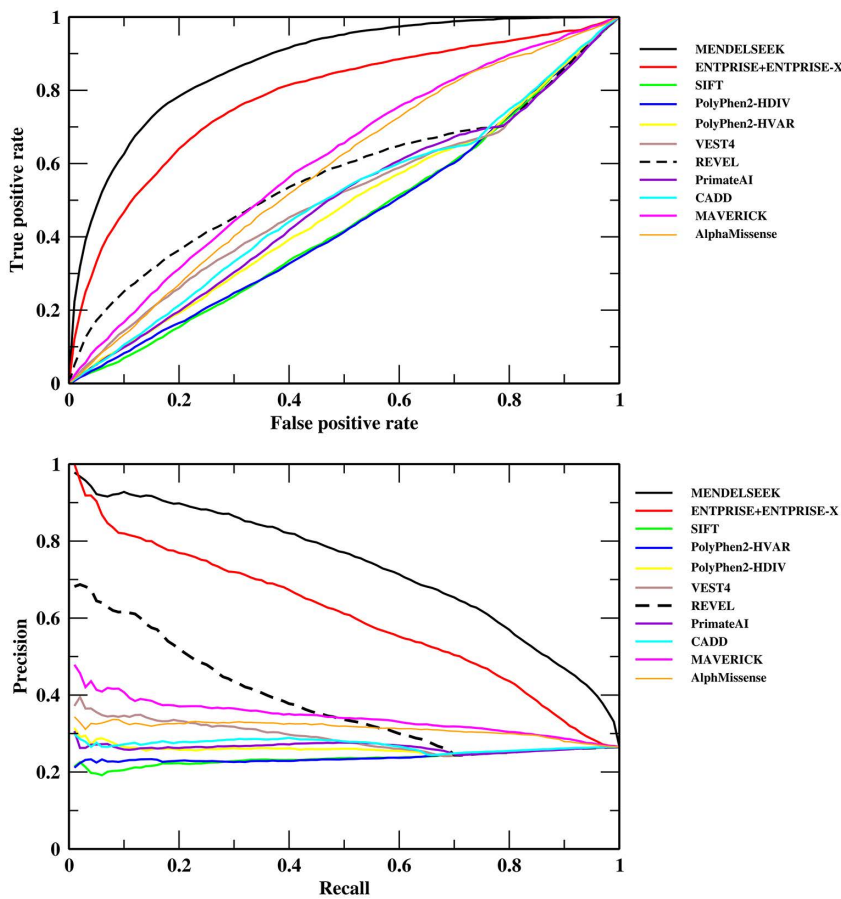 1
0.8
0.6
0.4
0.2
0
True positive rate
0
0.2
0.4
0.6
0.8
1
False positive rate
MENDELSEEK
ENTPRISE+ENTPRISE-X
SIFT
PolyPhen2-HDIV
PolyPhen2-HVAR
VEST4
REVEL
PrimateAI
CADD
MAVERICK
AlphaMissense
1
0.8
0.6
0.4
0.2
0
Precision
0
0.2
0.4
0.6
0.8
1
Recall
MENDELSEEK
ENTPRISE+ENTPRISE-X
SIFT
PolyPhen2-HVAR
PolyPhen2-HDIV
VEST4
REVEL
PrimateAI
CADD
MAVERICK
AlphMissense